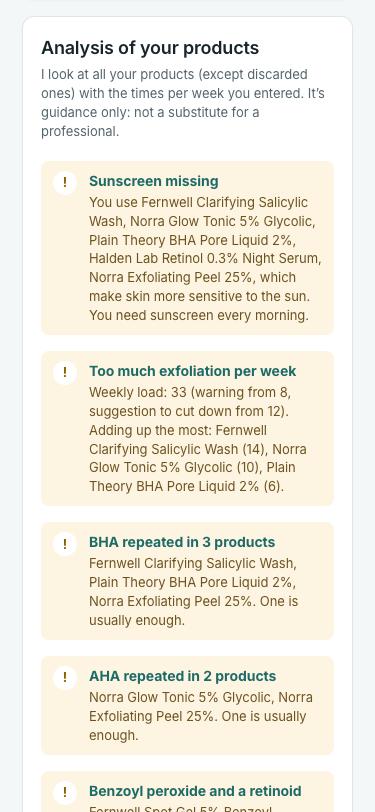 Analysis of your products
I look at all your products (except discarded
ones) with the times per week you entered. It's
guidance only: not a substitute for a
professional.
!
Sunscreen missing
You use Fernwell Clarifying Salicylic
Wash, Norra Glow Tonic 5% Glycolic,
Plain Theory BHA Pore Liquid 2%,
Halden Lab Retinol 0.3% Night Serum,
Norra Exfoliating Peel 25%, which
make skin more sensitive to the sun.
You need sunscreen every morning.
!
Too much exfoliation per week
Weekly load: 33 (warning from 8,
suggestion to cut down from 12).
Adding up the most: Fernwell
Clarifying Salicylic Wash (14), Norra
Glow Tonic 5% Glycolic (10), Plain
Theory BHA Pore Liquid 2% (6).
!
BHA repeated in 3 products
Fernwell Clarifying Salicylic Wash,
Plain Theory BHA Pore Liquid 2%,
Norra Exfoliating Peel 25%. One is
usually enough.
!
AHA repeated in 2 products
Norra Glow Tonic 5% Glycolic, Norra
Exfoliating Peel 25%. One is usually
enough.
!
Benzoyl peroxide and a retinoid
Fernwell Spot Gel 5% Benzoyl